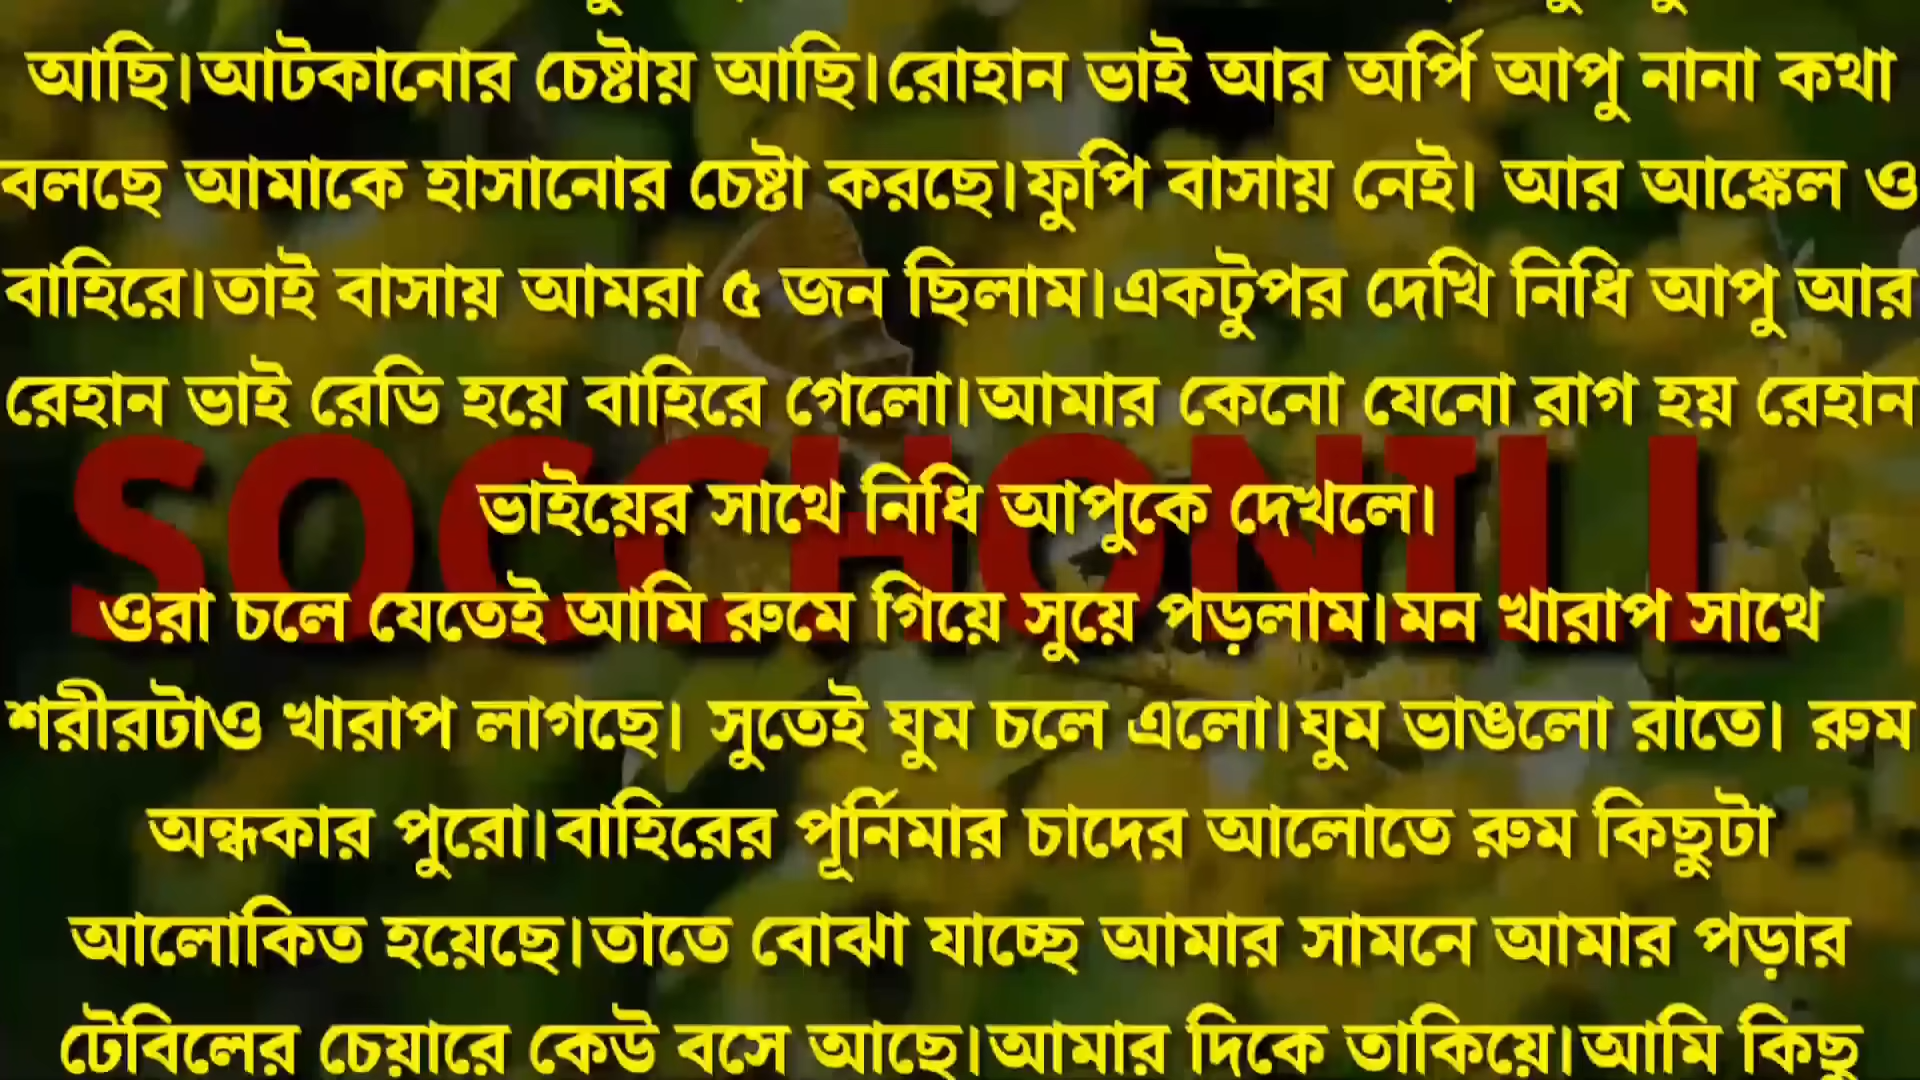 আছি।আটকানোর চেষ্টায় আছি।রোহান ভাই আর অর্পি আপু নানা কথা
বলছে আমাকে হাসানোর চেষ্টা করছে।ফুপি বাসায় নেই। আর আঙ্কেল ও
বাহিরে।তাই বাসায় আমরা ৫ জন ছিলাম।একটুপর দেখি নিধি আপু আর
রেহান ভাই রেডি হয়ে বাহিরে গেলো।আমার কেনো যেনো রাগ হয় রেহান
ভাইয়ের সাথে নিধি আপুকে দেখলে।
SOCCHONILL
ওরা চলে যেতেই আমি রুমে গিয়ে সুয়ে পড়লাম।মন খারাপ সাথে
শরীরটাও খারাপ লাগছে। সুতেই ঘুম চলে এলো।ঘুম ভাঙলো রাতে। রুম
অন্ধকার পুরো।বাহিরের পূর্নিমার চাদের আলোতে রুম কিছুটা
আলোকিত হয়েছে।তাতে বোঝা যাচ্ছে আমার সামনে আমার পড়ার
টেবিলের চেয়ারে কেউ বসে আছে।আমার দিকে তাকিয়ে।আমি কিছু